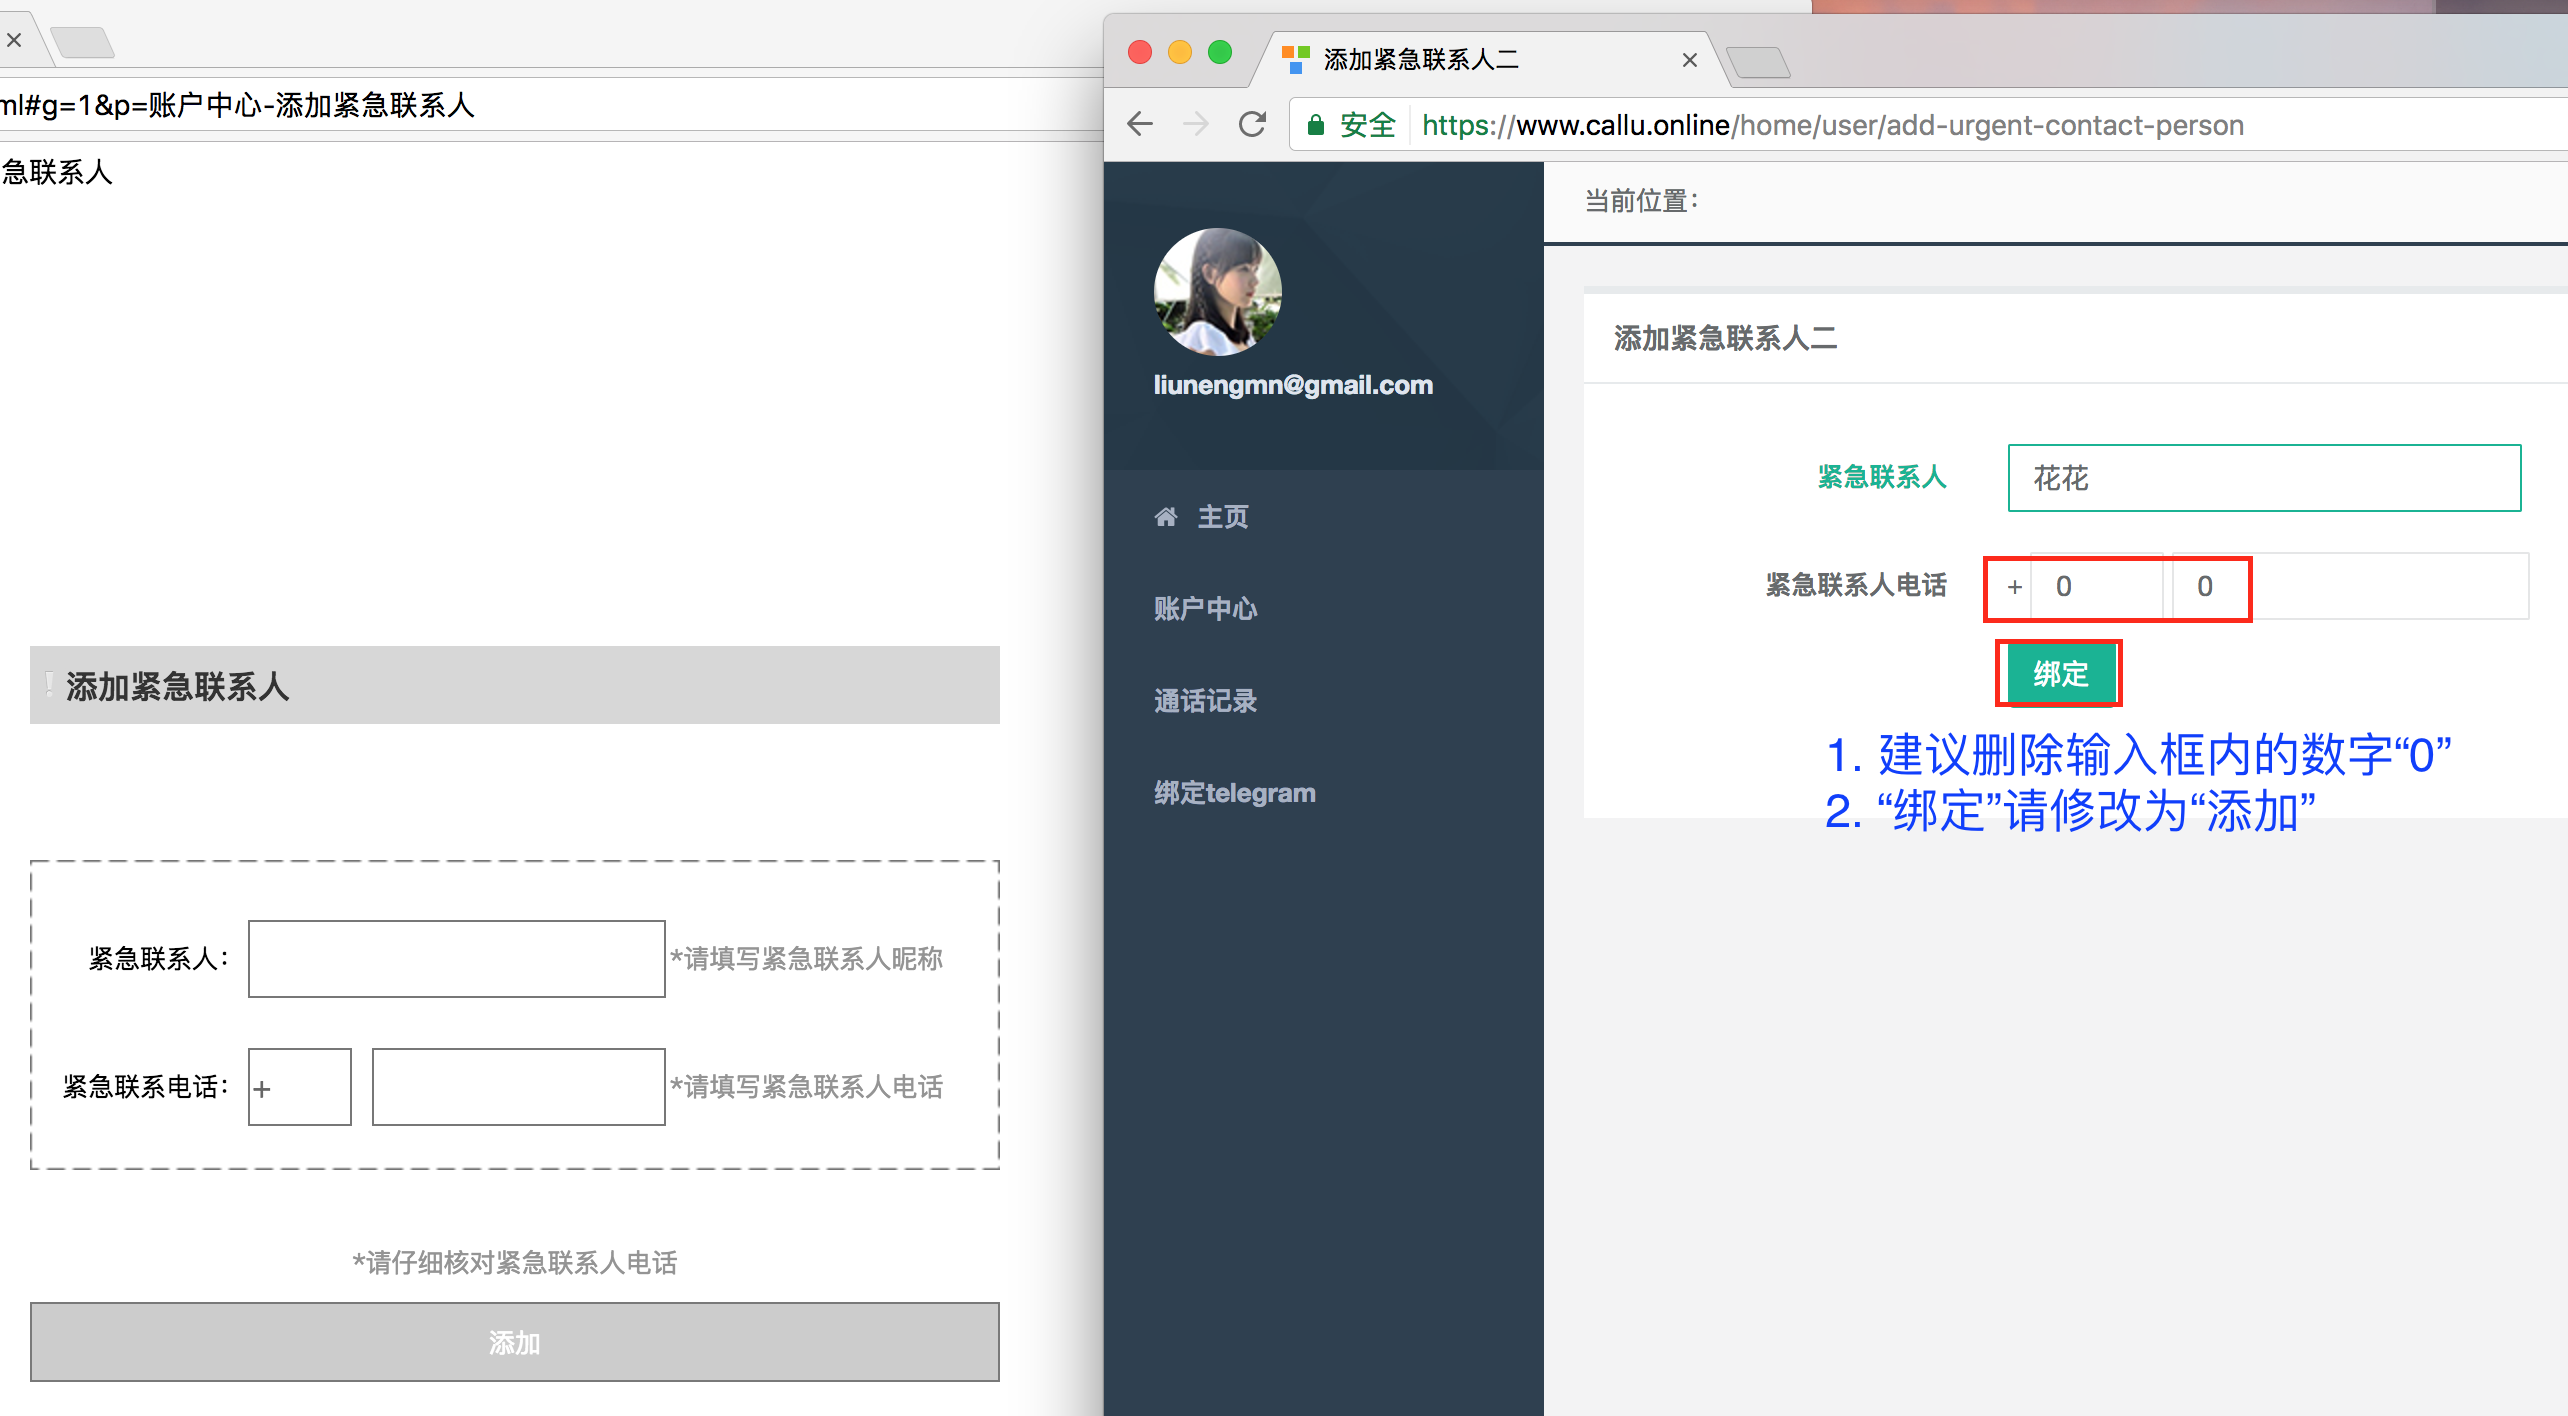 ml#g=1&p=账户中心-添加紧急联系人
急联系人
! 添加紧急联系人
紧急联系人：
*请填写紧急联系人昵称
紧急联系电话：
+
*请填写紧急联系人电话
*请仔细核对紧急联系人电话
添加
添加紧急联系人二
安全
https://www.callu.online/home/user/add-urgent-contact-person
liunengmn@gmail.com
主页
账户中心
通话记录
绑定telegram
当前位置：
添加紧急联系人二
紧急联系人
花花
紧急联系人电话
+ 0 0
绑定
1. 建议删除输入框内的数字“0”
2. “绑定”请修改为“添加”